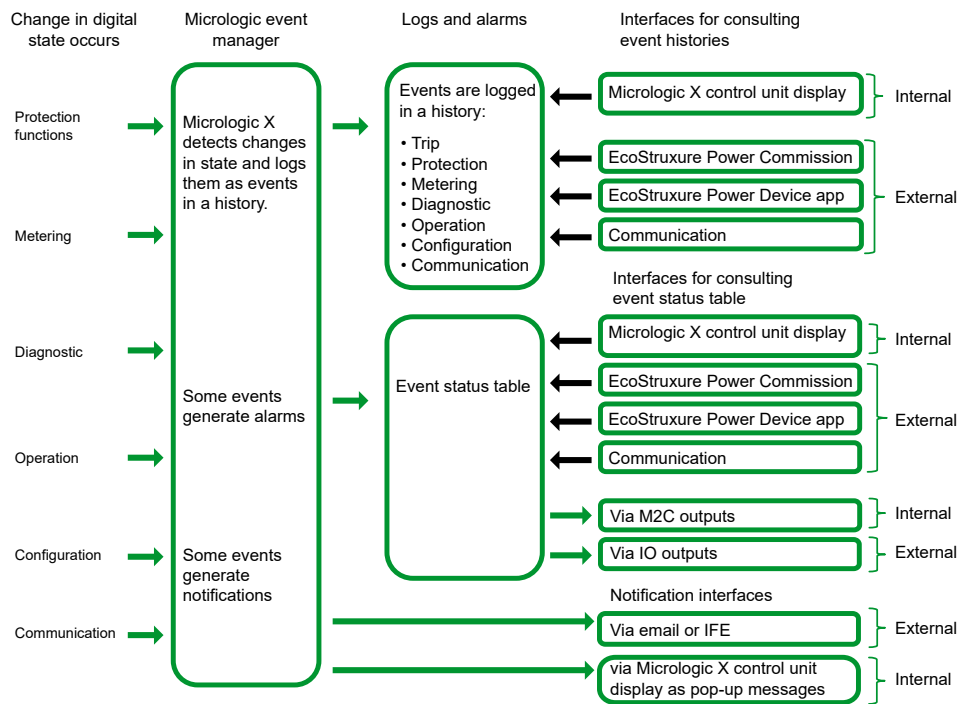 Change in digital
state occurs
Micrologic event
manager
Logs and alarms
Interfaces for consulting
event histories
Protection
functions
Metering
Diagnostic
Operation
Configuration
Communication
Micrologic X
detects changes
in state and logs
them as events
in a history.
Some events
generate alarms
Some events
generate
notifications
Events are logged
in a history:
• Trip
• Protection
• Metering
• Diagnostic
• Operation
• Configuration
• Communication
Event status table
Micrologic X control unit display
Internal
EcoStruxure Power Commission
EcoStruxure Power Device app
External
Communication
Interfaces for consulting
event status table
Micrologic X control unit display
Internal
EcoStruxure Power Commission
EcoStruxure Power Device app
External
Communication
Via M2C outputs
Internal
Via IO outputs
External
Notification interfaces
Via email or IFE
External
via Micrologic X control unit
display as pop-up messages
Internal